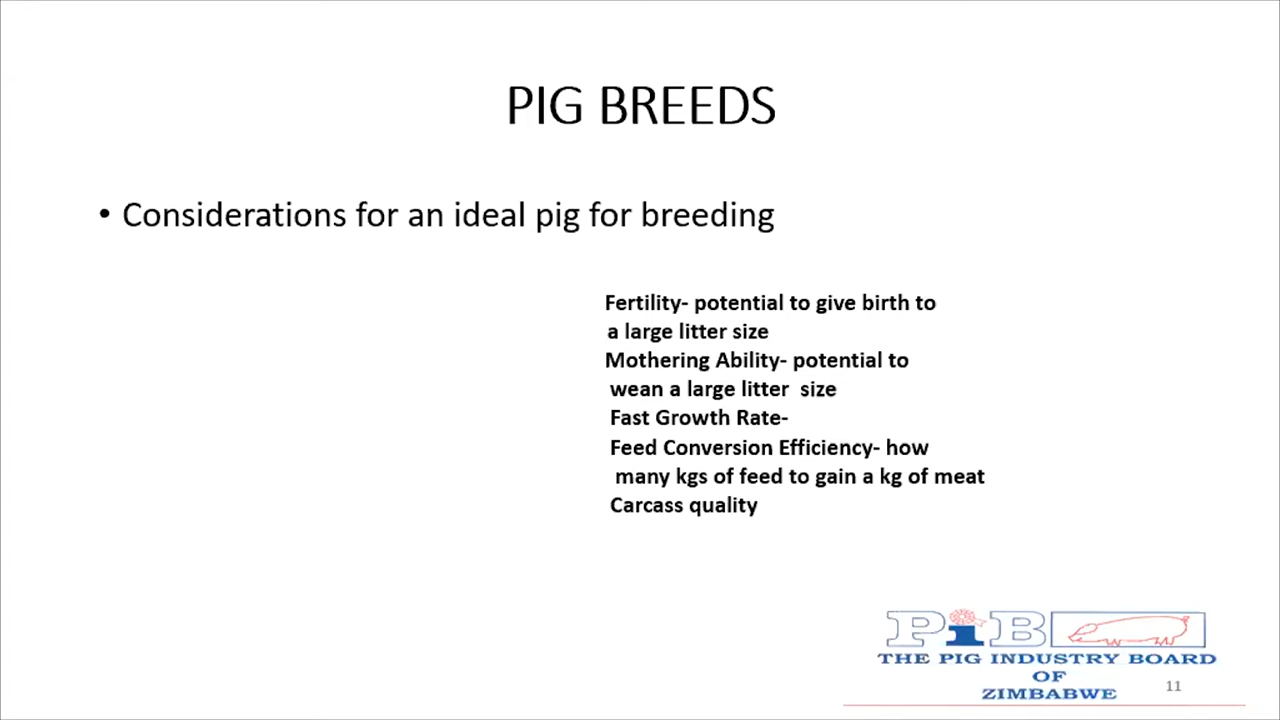 PIG BREEDS
• Considerations for an ideal pig for breeding
Fertility- potential to give birth to
a large litter size
Mothering Ability- potential to
wean a large litter  size
Fast Growth Rate-
Feed Conversion Efficiency- how
many kgs of feed to gain a kg of meat
Carcass quality
PIB
THE PIG INDUSTRY BOARD
OF
ZIMBABWE
11